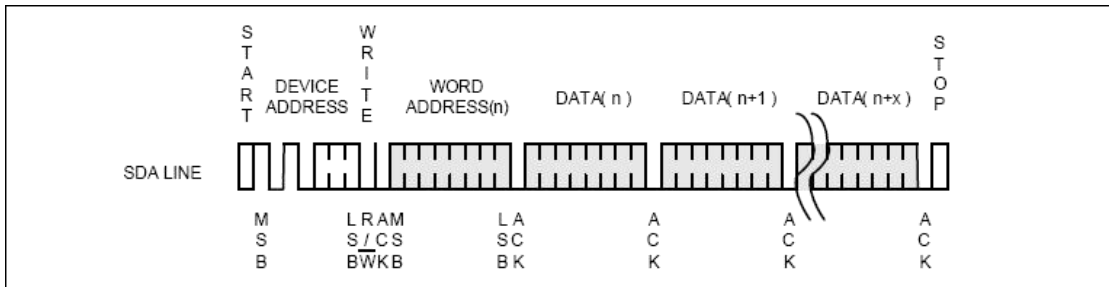 START
DEVICE
ADDRESS
WRITE
WORD
ADDRESS(n)
DATA( n )
DATA( n+1 )
DATA( n+x )
STOP
SDA LINE
MSB
LSB
R/W
ACK
MSB
LSB
ACK
ACK
ACK
ACK